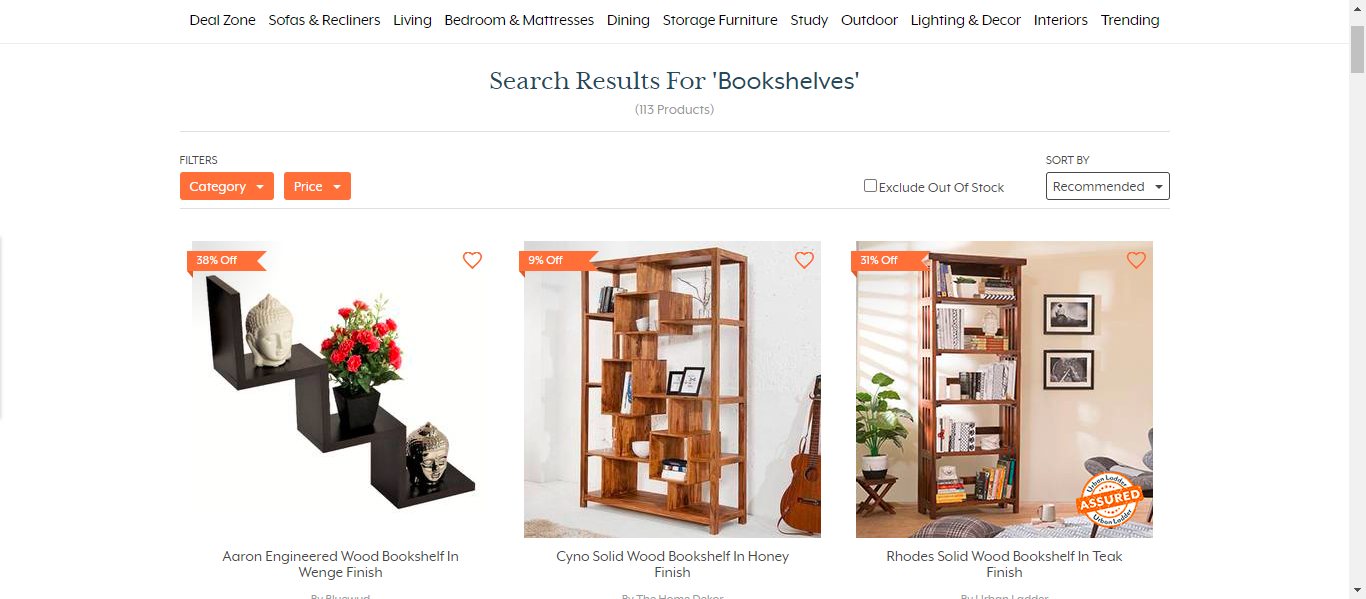 Deal Zone Sofas & Recliners Living Bedroom & Mattresses Dining Storage Furniture Study Outdoor Lighting & Decor Interiors Trending
Search Results For 'Bookshelves'
(113 Products)
FILTERS
SORT BY
Category
Price
Exclude Out Of Stock
Recommended
38% Off
9% Off
31% Off
Urban Ladder
ASSURED
Urban Ladder
Aaron Engineered Wood Bookshelf In
Wenge Finish
By Bluewud
Cyno Solid Wood Bookshelf In Honey
Finish
By The Home Dekor
Rhodes Solid Wood Bookshelf In Teak
Finish
By Urban Ladder